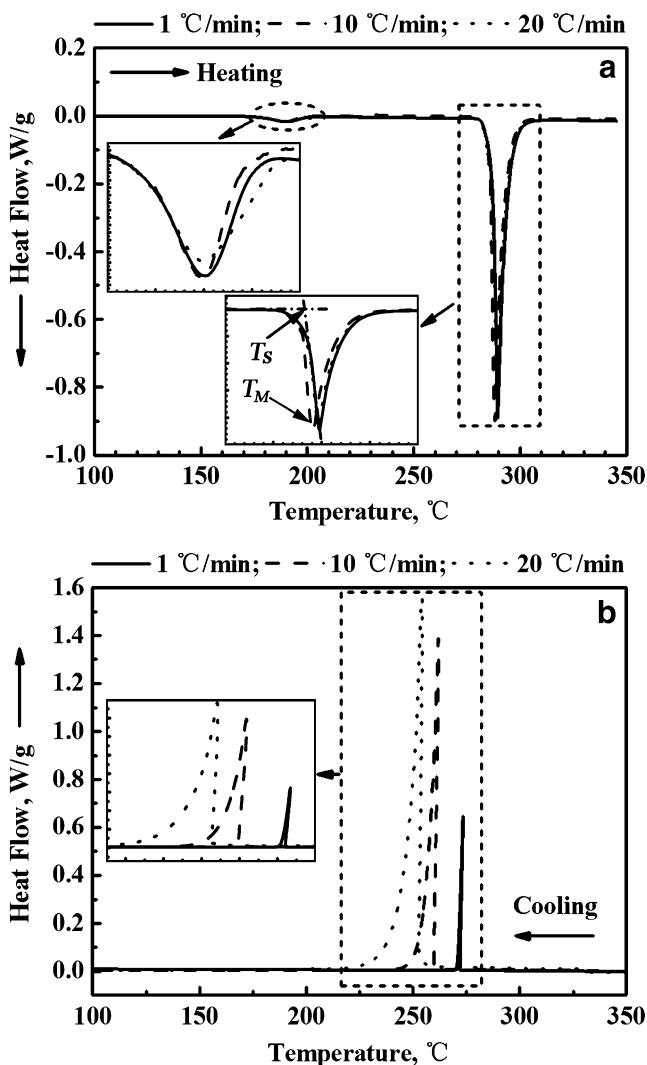 1 ℃/min; 10 ℃/min; 20 ℃/min
a
Heating
Heat Flow, W/g
0.2
0.0
-0.2
-0.4
-0.6
-0.8
-1.0
TS
TM
100 150 200 250 300 350
Temperature, ℃
1 ℃/min; 10 ℃/min; 20 ℃/min
b
Heat Flow, W/g
1.6
1.4
1.2
1.0
0.8
0.6
0.4
0.2
0.0
Cooling
100 150 200 250 300 350
Temperature, ℃